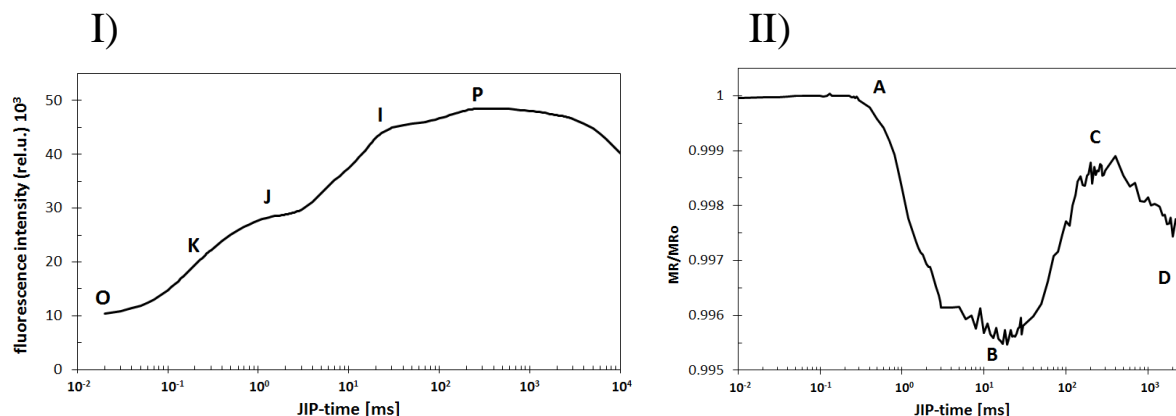 I)
fluorescence intensity (rel.u.) 10³
50
40
30
20
10
0
O
K
J
I
P
10⁻² 10⁻¹ 10⁰ 10¹ 10² 10³ 10⁴
JIP-time [ms]
II)
MR/MRo
1
0.999
0.998
0.997
0.996
0.995
A
B
C
D
10⁻² 10⁻¹ 10⁰ 10¹ 10² 10³
JIP-time [ms]